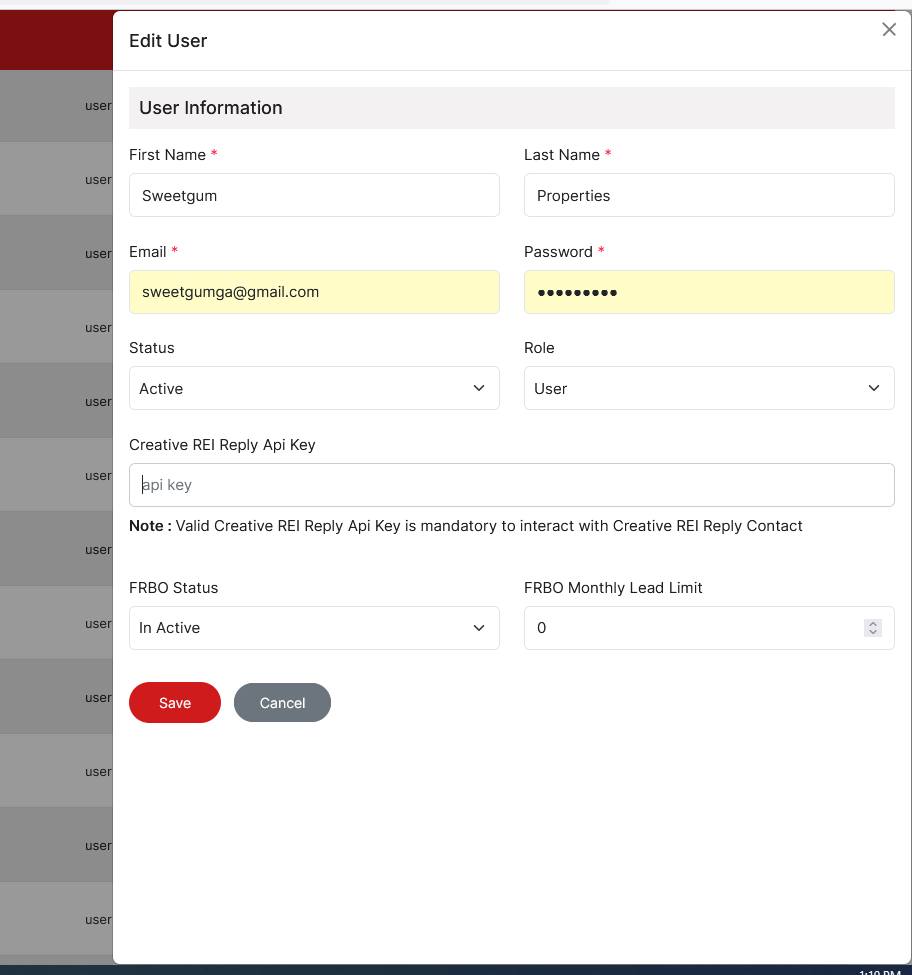 Edit User
User Information
First Name * Last Name *
Sweetgum Properties
Email * Password *
sweetgumga@gmail.com •••••••••
Status Role
Active User
Creative REI Reply Api Key
api key
Note : Valid Creative REI Reply Api Key is mandatory to interact with Creative REI Reply Contact
FRBO Status FRBO Monthly Lead Limit
In Active 0
Save Cancel
user
user
user
user
user
user
user
user
user
user
user
user